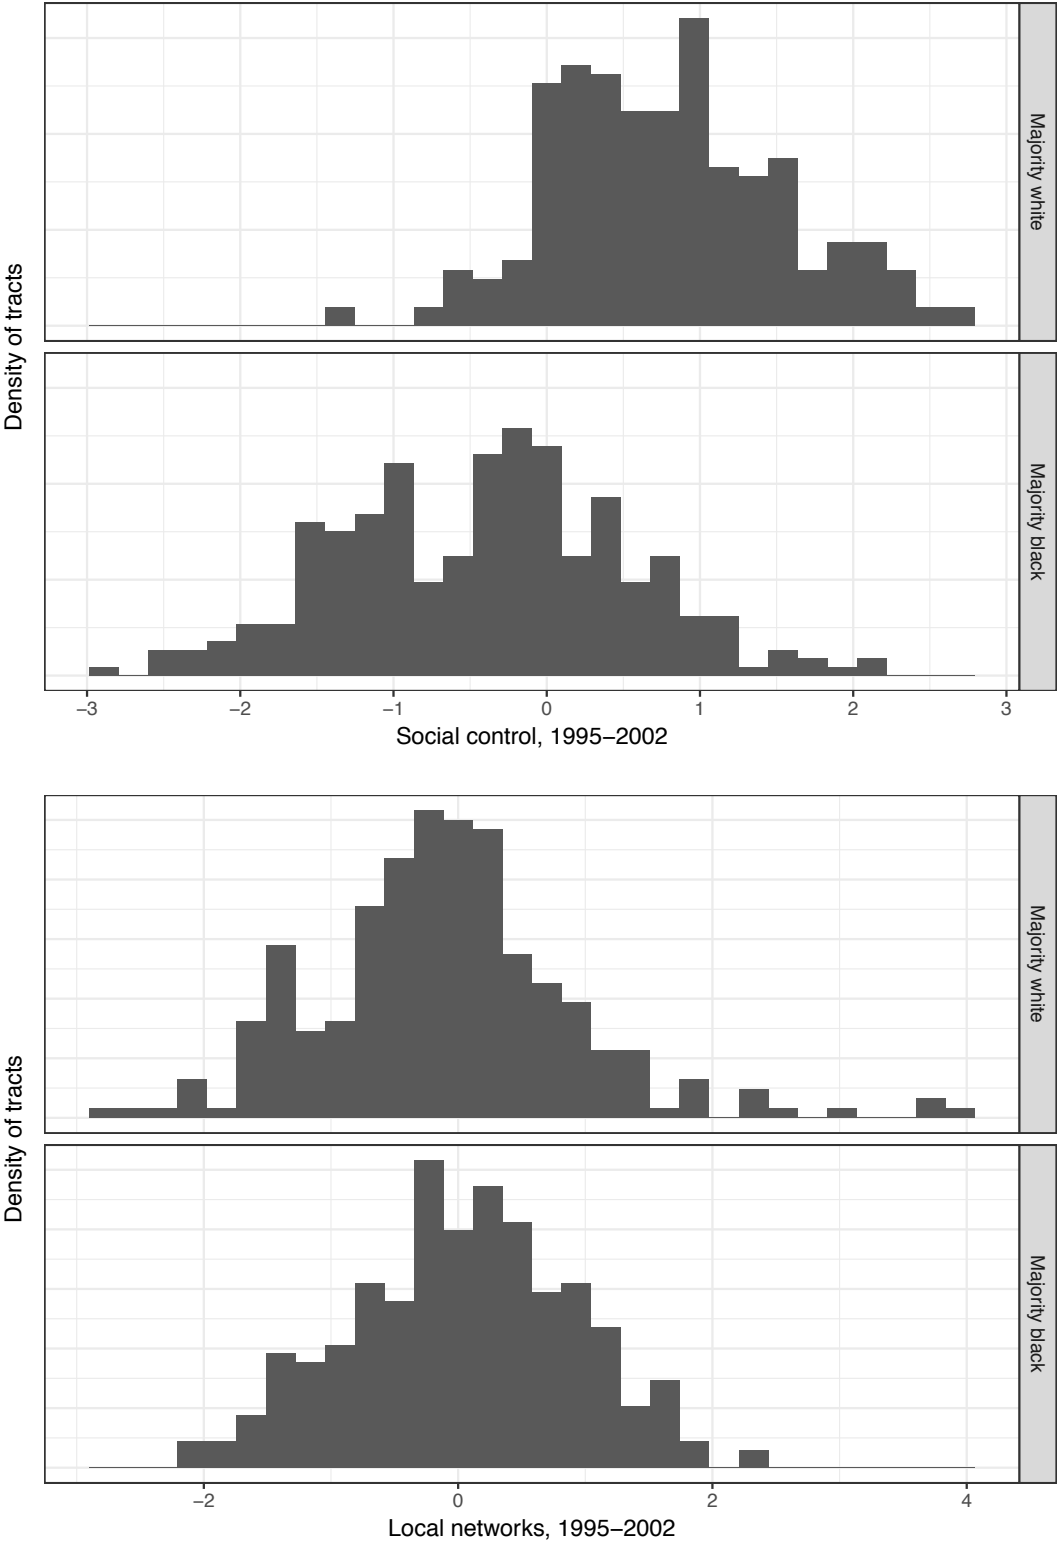 Density of tracts
Majority white
Majority black
−3 −2 −1 0 1 2 3
Social control, 1995−2002
Density of tracts
Majority white
Majority black
−2 0 2 4
Local networks, 1995−2002